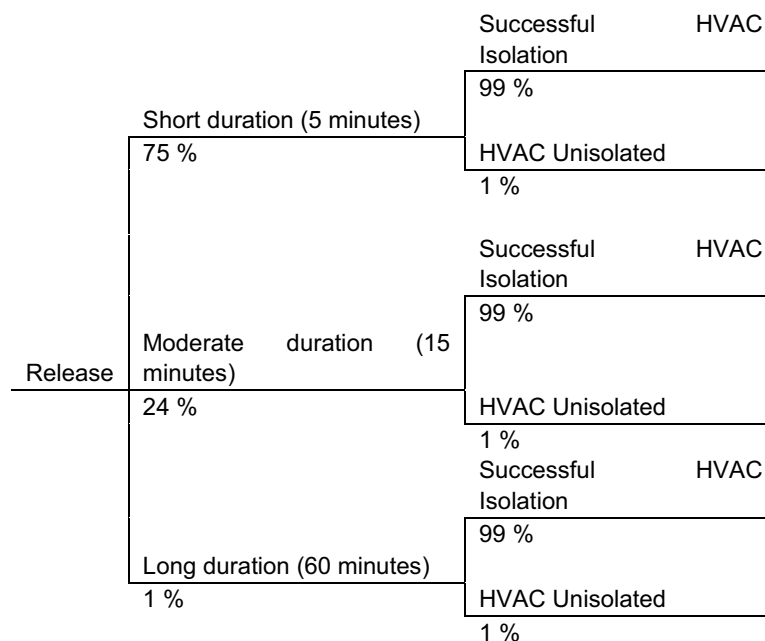 Successful HVAC
Isolation
99 %
Short duration (5 minutes)
75 %
HVAC Unisolated
1 %
Successful HVAC
Isolation
99 %
Moderate duration (15
minutes)
Release
24 %
HVAC Unisolated
1 %
Successful HVAC
Isolation
99 %
Long duration (60 minutes)
1 %
HVAC Unisolated
1 %